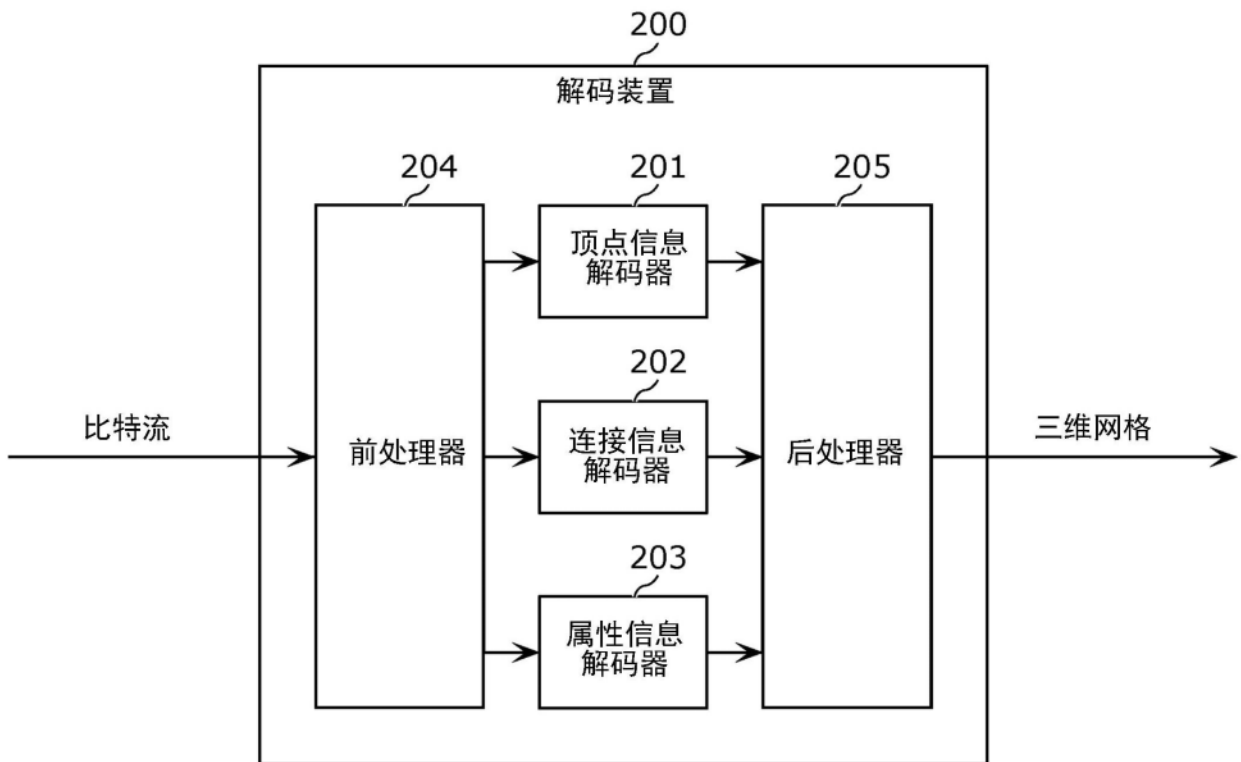 200
解码装置
204
201
205
顶点信息
解码器
202
比特流
三维网格
前处理器
连接信息
解码器
后处理器
203
属性信息
解码器